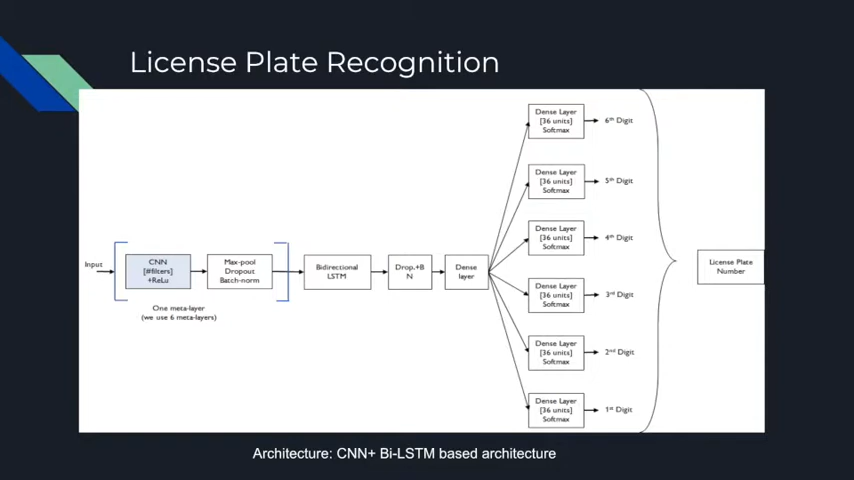 License Plate Recognition
Input
CNN
[#filters]
+ReLu
Max-pool
Dropout
Batch-norm
One meta-layer
(we use 6 meta-layers)
Bidirectional
LSTM
Drop.+B
N
Dense
layer
Dense Layer
[36 units]
Softmax
6th Digit
Dense Layer
[36 units]
Softmax
5th Digit
Dense Layer
[36 units]
Softmax
4th Digit
Dense Layer
[36 units]
Softmax
3rd Digit
Dense Layer
[36 units]
Softmax
2nd Digit
Dense Layer
[36 units]
Softmax
1st Digit
License Plate
Number
Architecture: CNN+ Bi-LSTM based architecture